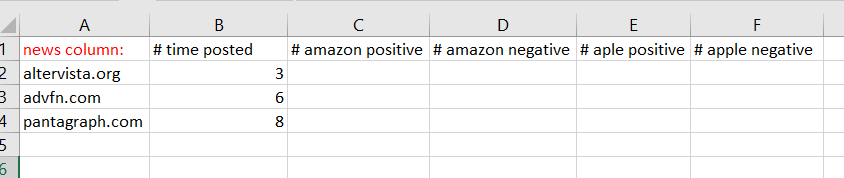 A B C D E F
1 news column: # time posted # amazon positive # amazon negative # aple positive # apple negative
2 altervista.org 3
3 advfn.com 6
4 pantagraph.com 8
5
6